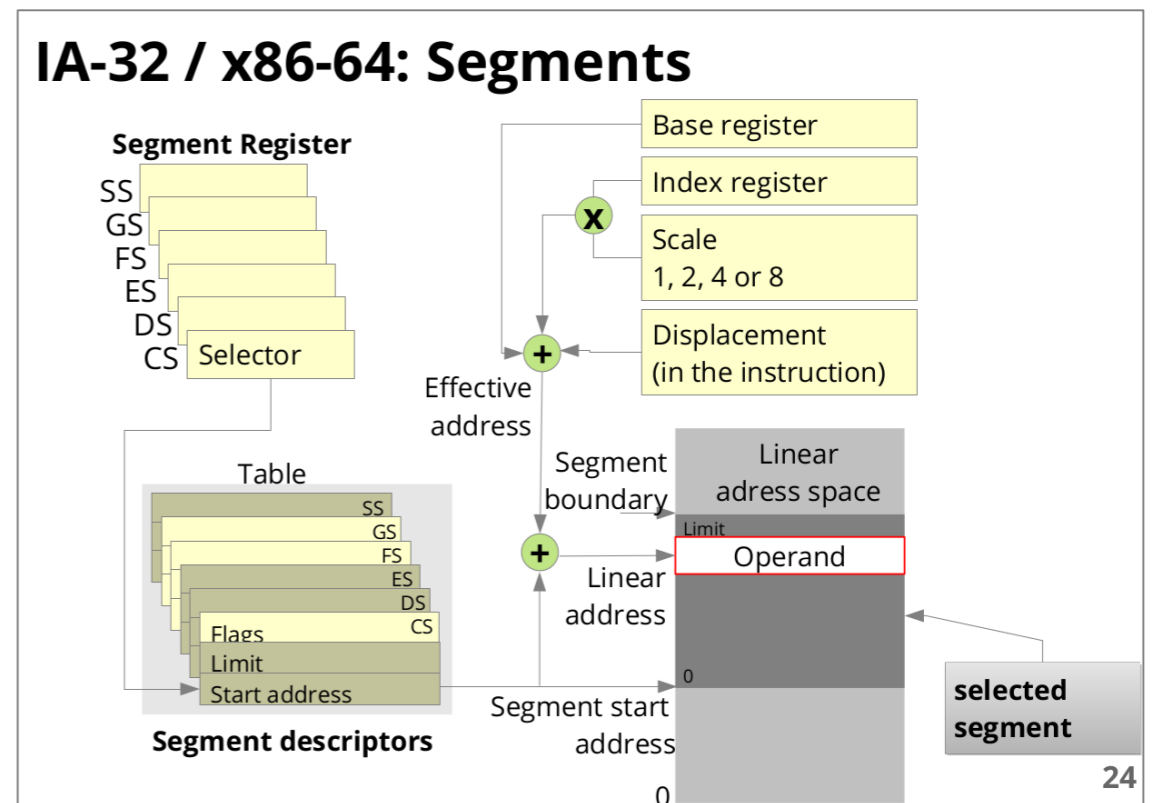 IA-32 / x86-64: Segments
Segment Register
SS
GS
FS
ES
DS
CS
Selector
Base register
Index register
x
Scale
1, 2, 4 or 8
Displacement
(in the instruction)
+
Effective
address
Table
SS
GS
FS
ES
DS
CS
Flags
Limit
Start address
Segment descriptors
Segment
boundary
Linear
adress space
Limit
Operand
+
Linear
address
0
Segment start
address
0
selected
segment
24